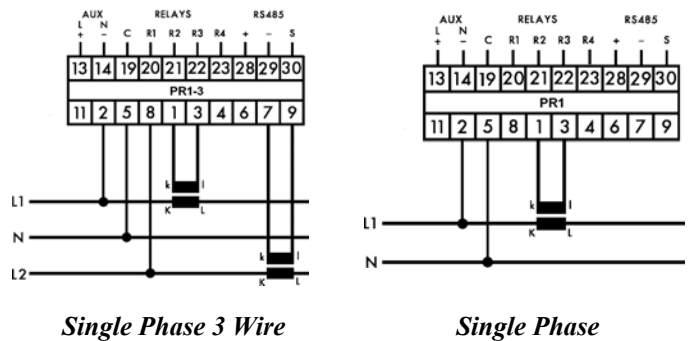 AUX RELAYS RS485
L N
+ – C R1 R2 R3 R4 + – S
13 14 19 20 21 22 23 28 29 30
PR1-3
11 2 5 8 1 3 4 6 7 9
k l
L1 K L
N
k l
L2 K L
Single Phase 3 Wire
AUX RELAYS RS485
L N
+ – C R1 R2 R3 R4 + – S
13 14 19 20 21 22 23 28 29 30
PR1
11 2 5 8 1 3 4 6 7 9
k l
L1 K L
N
Single Phase